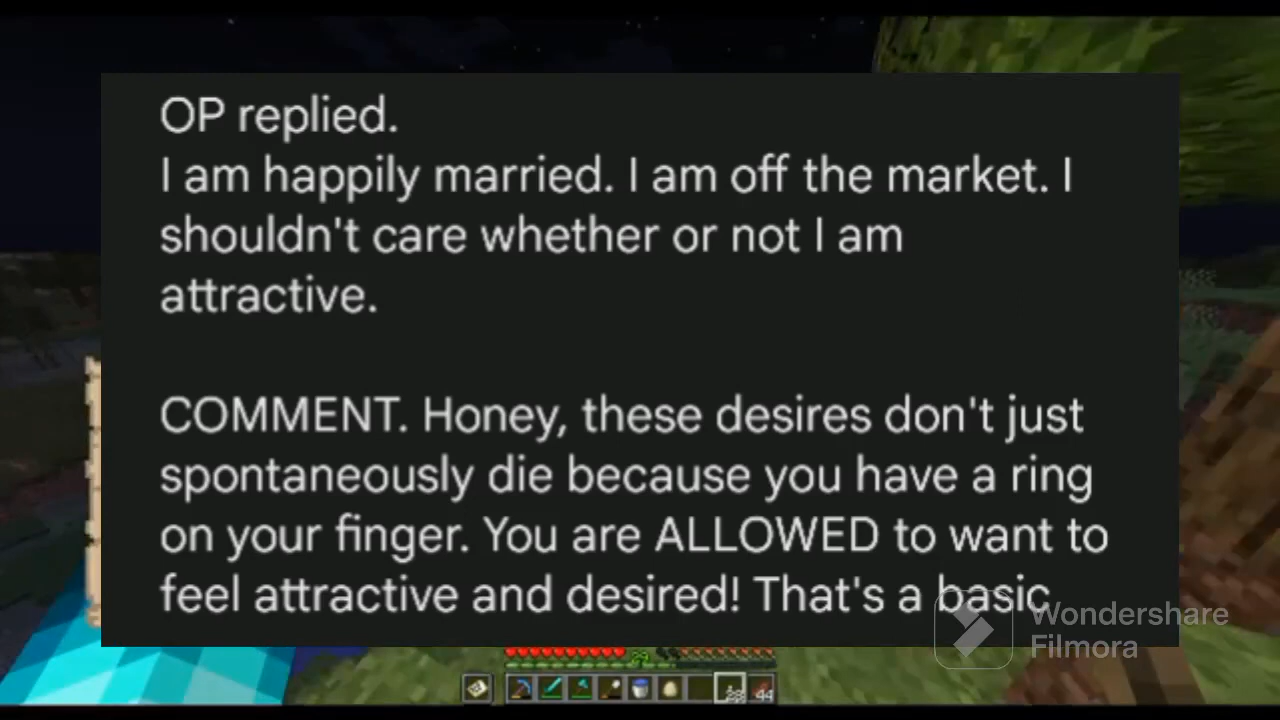 OP replied.
I am happily married. I am off the market. I
shouldn't care whether or not I am
attractive.
COMMENT. Honey, these desires don't just
spontaneously die because you have a ring
on your finger. You are ALLOWED to want to
feel attractive and desired! That's a basic
Wondershare
Filmora
28
44